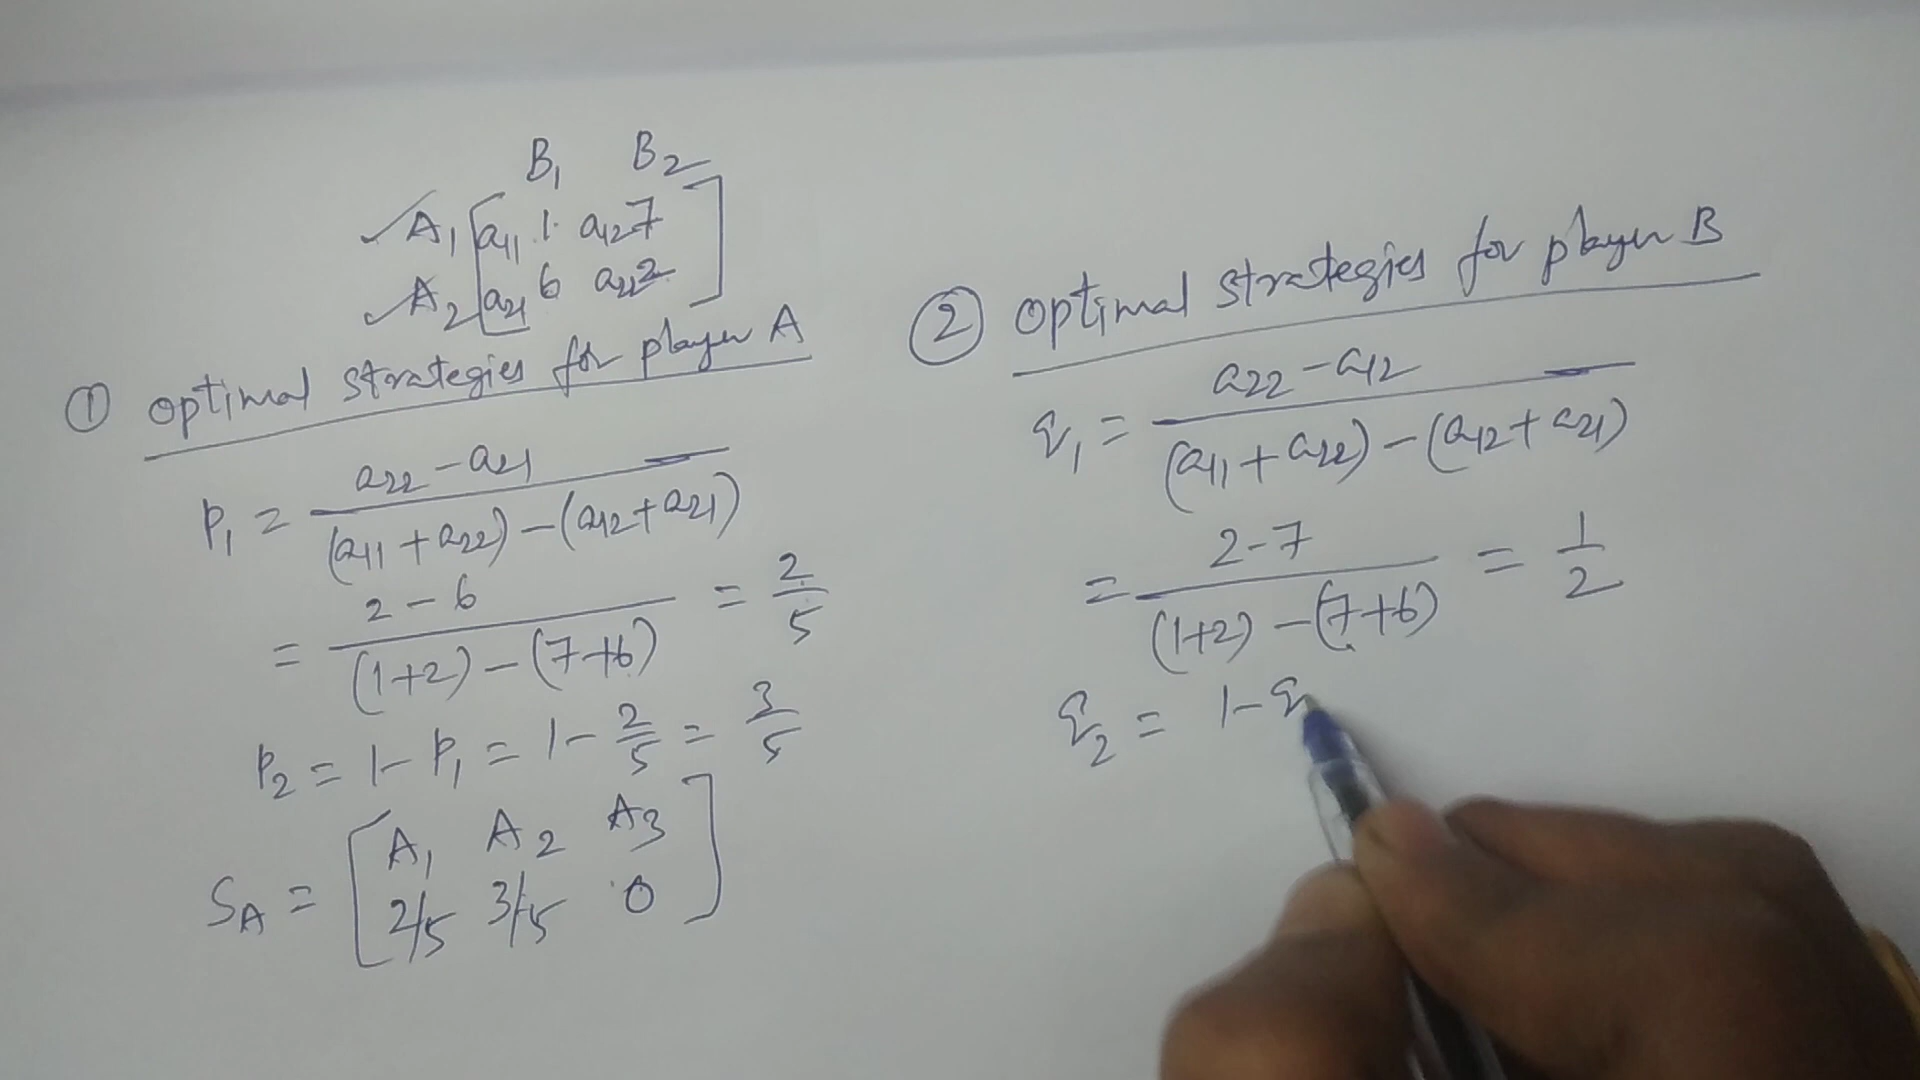 B₁ B₂
A₁ [a₁₁ 1 a₁₂ 7]
A₂ [a₂₁ 6 a₂₂ 2]
① optimal strategies for player A
P₁ = a₂₂ - a₂₁ / (a₁₁ + a₂₂) - (a₁₂ + a₂₁)
= 2 - 6 / (1+2) - (7+6) = 2/5
P₂ = 1 - P₁ = 1 - 2/5 = 3/5
S_A = [A₁ A₂ A₃
2/5 3/5 0]
② optimal strategies for player B
q₁ = a₂₂ - a₁₂ / (a₁₁ + a₂₂) - (a₁₂ + a₂₁)
= 2-7 / (1+2) - (7+6) = 1/2
q₂ = 1 - q